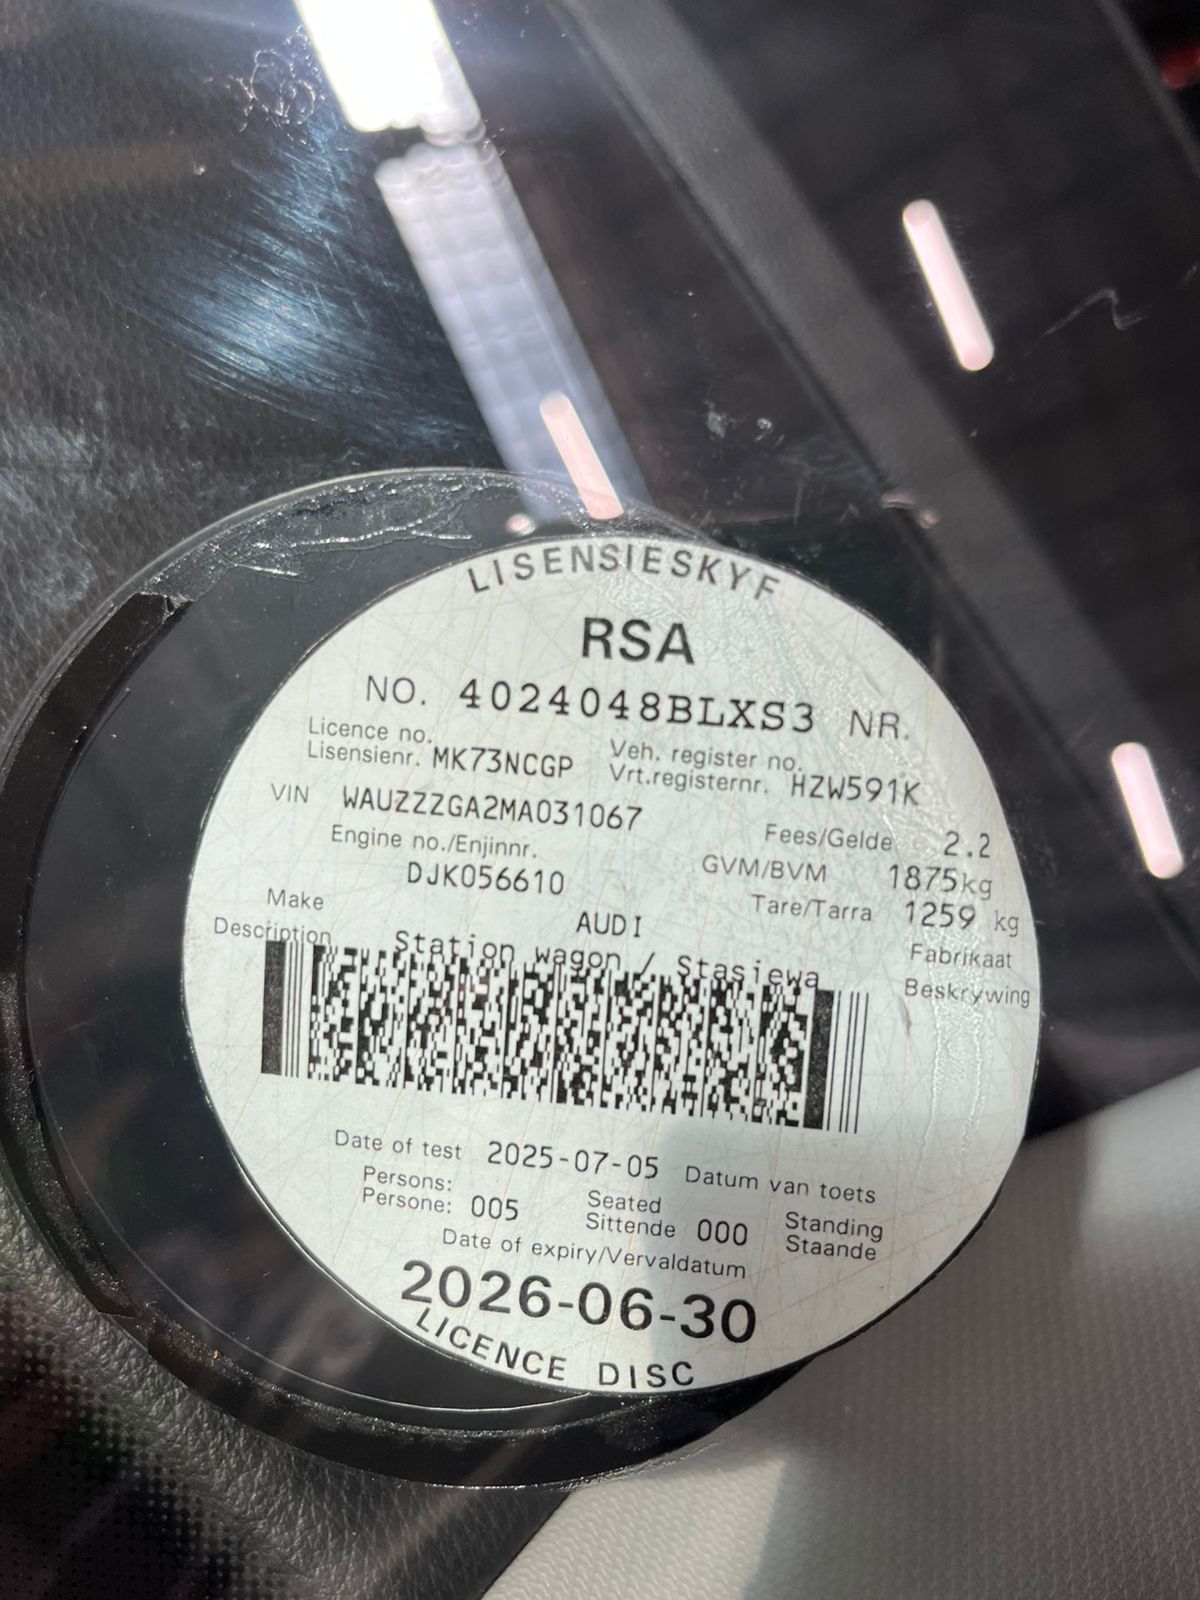 LISENSIESKYF
RSA
NO. 4024048BLXS3 NR.
Licence no.
Lisensienr. MK73NCGP
Veh. register no.
Vrt.registernr. HZW591K
VIN WAUZZZGA2MA031067
Fees/Gelde 2.2
Engine no./Enjinnr.
DJK056610
GVM/BVM 1875kg
Tare/Tarra 1259 kg
Make AUDI Fabrikaat
Description Station wagon / Stasiewa Beskrywing
Date of test 2025-07-05 Datum van toets
Persons: Seated Standing
Persone: 005 Sittende 000 Staande
Date of expiry/Vervaldatum
2026-06-30
LICENCE DISC